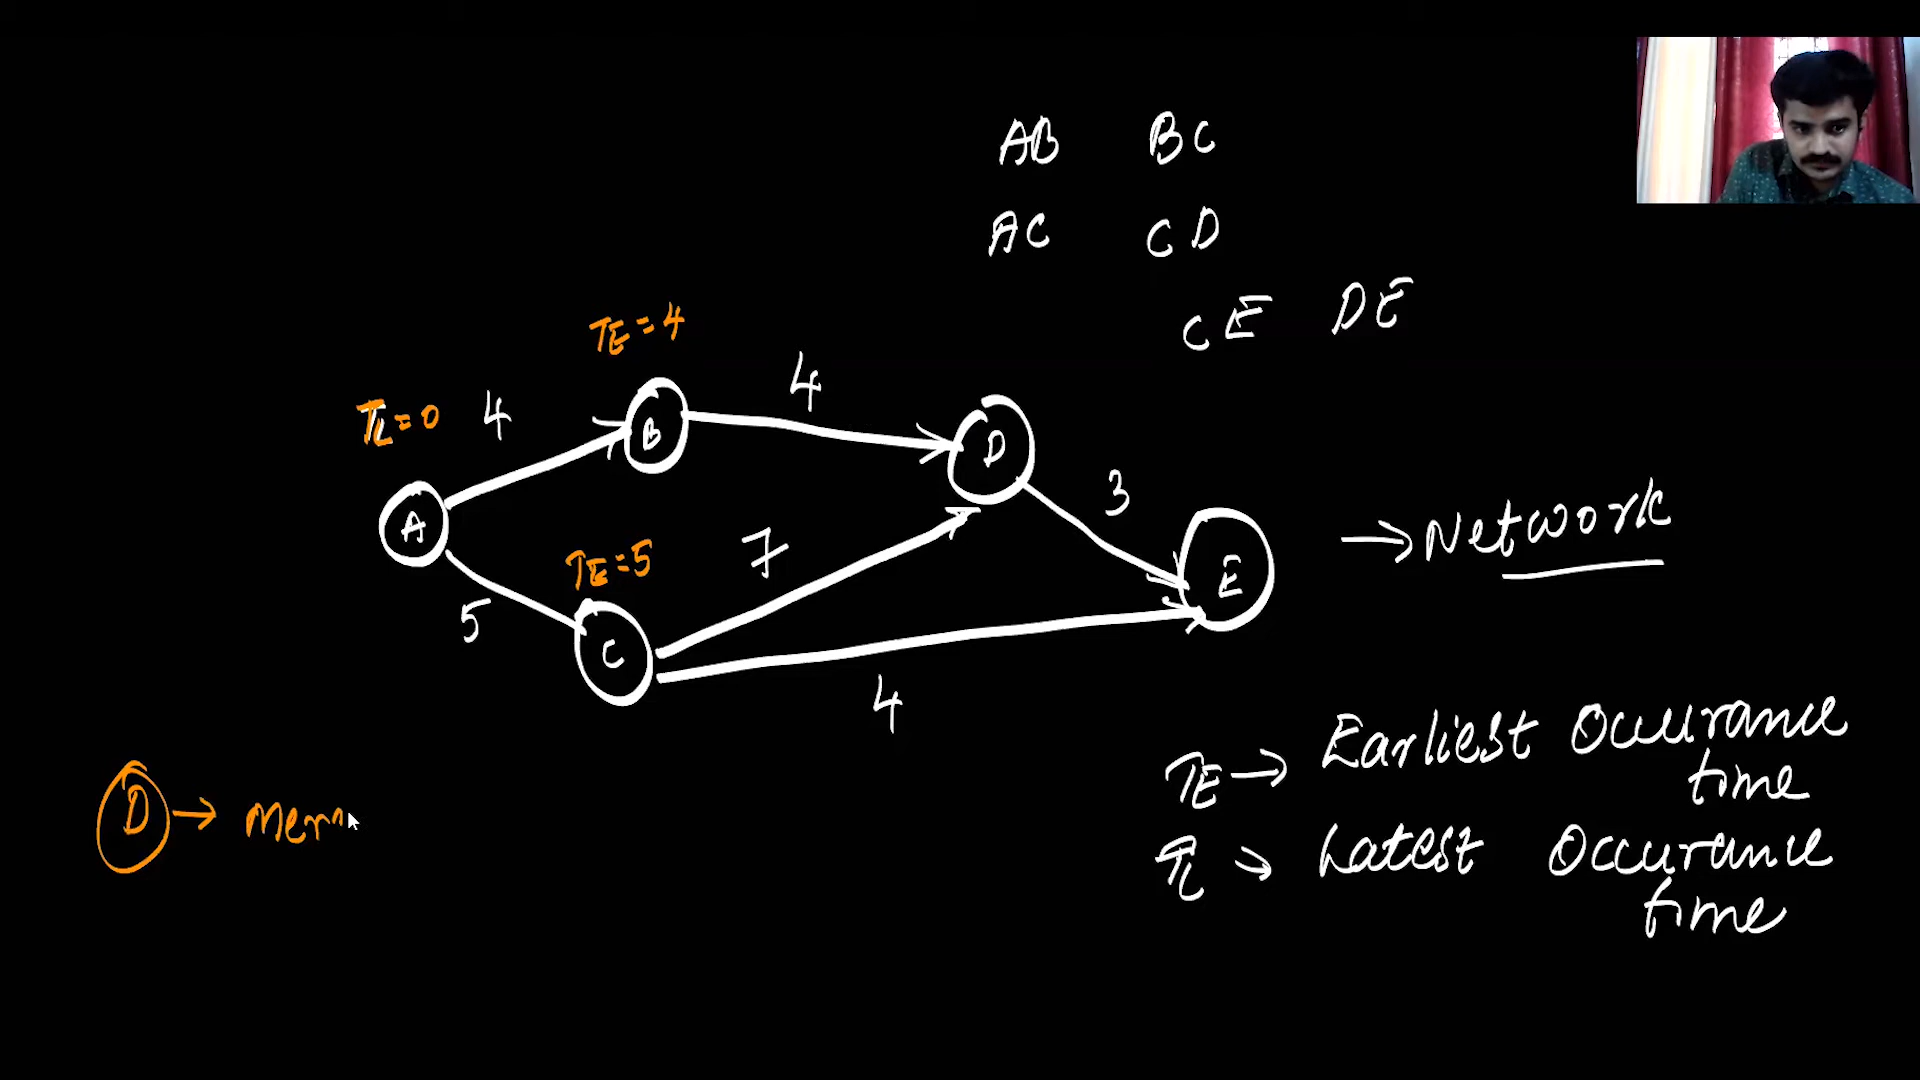 AB BC
AC CD
CE DE
TE = 4
4
TL = 0
4
B
D
3
A
TE = 5
7
Network
E
5
C
4
TE → Earliest Occurance
time
D → Mer
TL → Latest Occurance
time